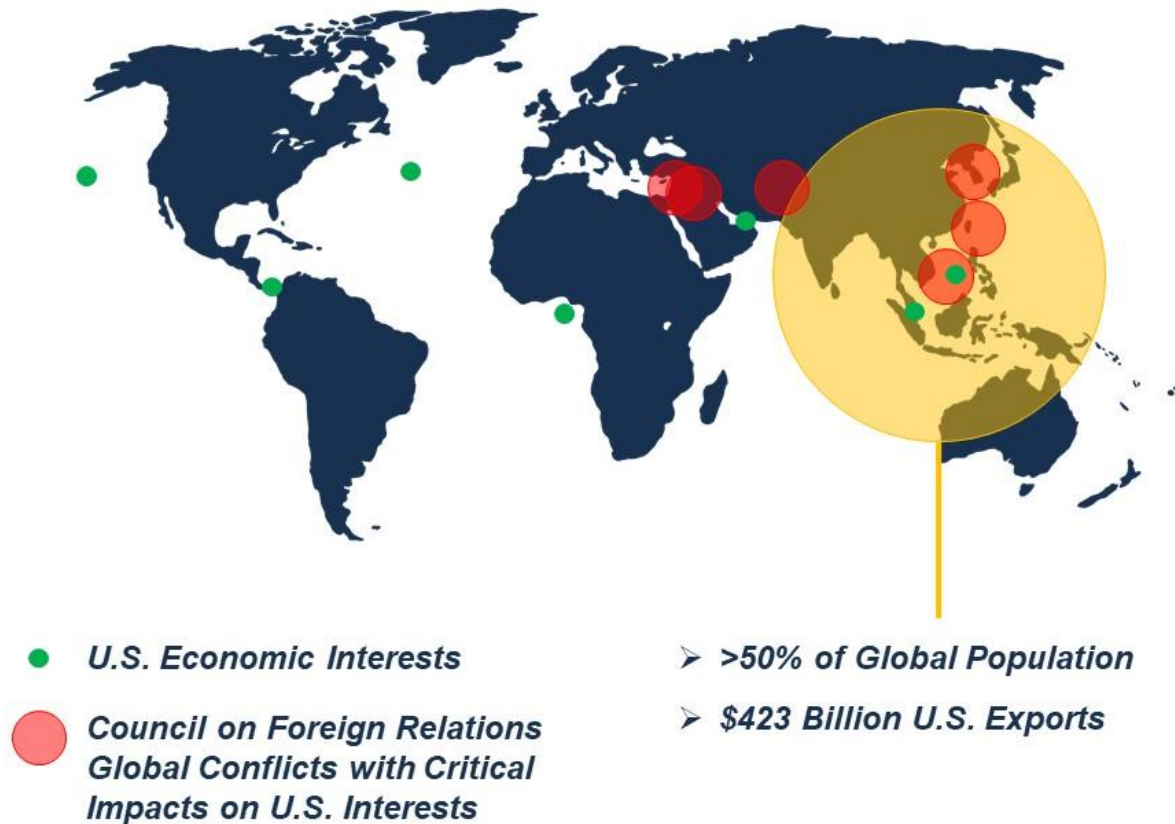 U.S. Economic Interests
Council on Foreign Relations
Global Conflicts with Critical
Impacts on U.S. Interests
➢ >50% of Global Population
➢ $423 Billion U.S. Exports